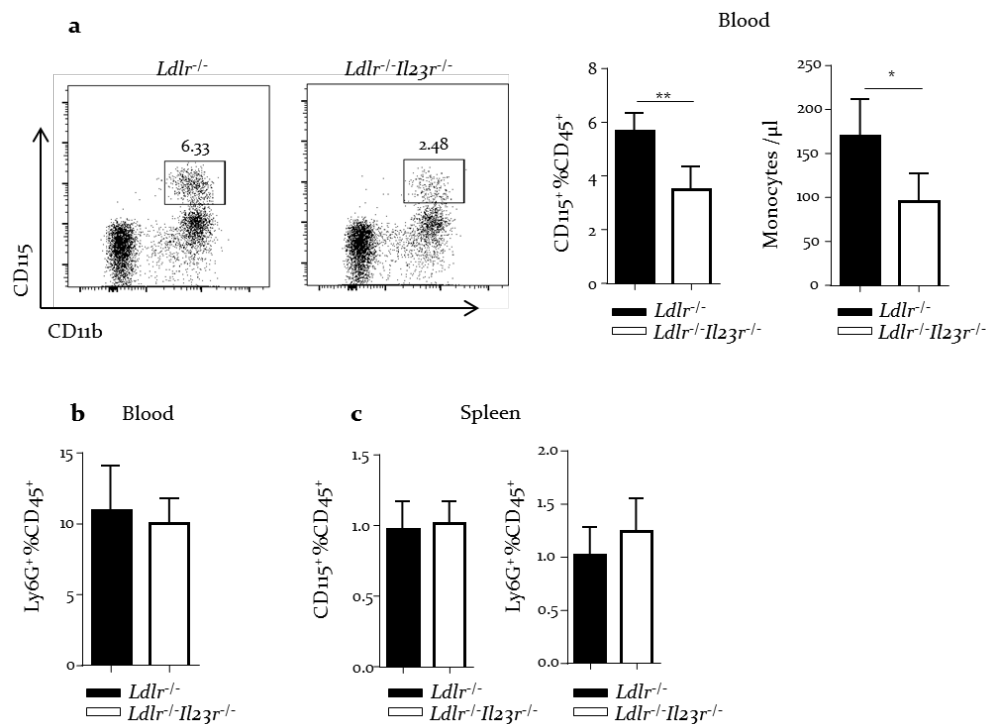 a
Ldlr-/-
Ldlr-/-Il23r-/-
6.33
2.48
CD115
CD11b
Blood
CD115+%CD45+
8
6
4
2
0
**
Ldlr-/-
Ldlr-/-Il23r-/-
Monocytes /µl
250
200
150
100
50
0
*
Ldlr-/-
Ldlr-/-Il23r-/-
b Blood
Ly6G+%CD45+
15
10
5
0
Ldlr-/-
Ldlr-/-Il23r-/-
c Spleen
CD115+%CD45+
1.5
1.0
0.5
0.0
Ly6G+%CD45+
2.0
1.5
1.0
0.5
0.0
Ldlr-/-
Ldlr-/-Il23r-/-
Ldlr-/-
Ldlr-/-Il23r-/-